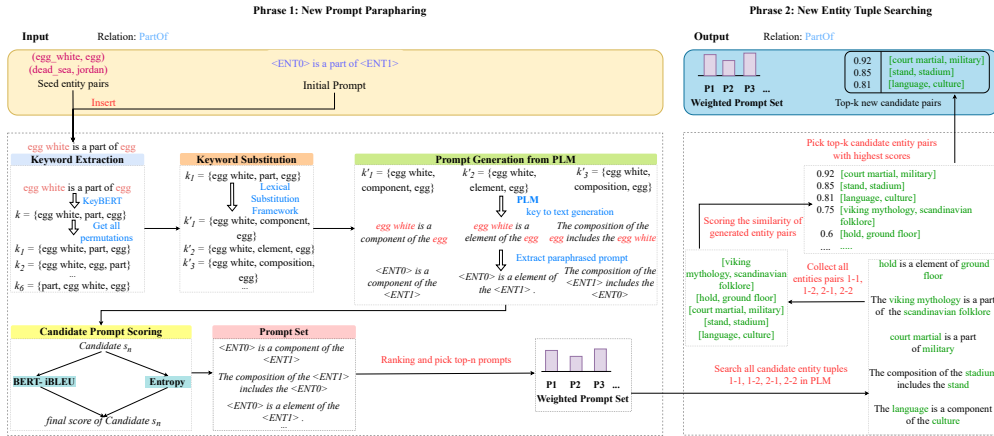 Phrase 1: New Prompt Parapharing
Input
Relation: PartOf
(egg_white, egg)
(dead_sea, jordan)
Seed entity pairs
<ENT0> is a part of <ENT1>
Initial Prompt
Insert
egg white is a part of egg
Keyword Extraction
egg white is a part of egg
KeyBERT
k = {egg white, part, egg}
Get all
permutations
k1 = {egg white, part, egg}
k2 = {egg white, egg, part}
...
k6 = {part, egg white, egg}
Keyword Substitution
k1 = {egg white, part, egg}
Lexical
Substitution
Framework
k'1 = {egg white, component,
egg}
k'2 = {egg white, element, egg}
k'3 = {egg white, composition,
egg}
...
Prompt Generation from PLM
k'1 = {egg white,
component, egg}
k'2 = {egg white,
element, egg}
k'3 = {egg white,
composition, egg}
PLM
key to text generation
egg white is a
component of the egg
egg white is a
element of the egg
The composition of the
egg includes the egg white
Extract paraphrased prompt
<ENT0> is a
component of the
<ENT1>
<ENT0> is a element of
the <ENT1> .
The composition of the
<ENT1> includes the
<ENT0>
Candidate Prompt Scoring
Candidate sn
BERT- iBLEU
Entropy
final score of Candidate sn
Prompt Set
<ENT0> is a component of the
<ENT1>
The composition of the <ENT1>
includes the <ENT0>
<ENT0> is a element of the
<ENT1> .
...
Ranking and pick top-n prompts
P1 P2 P3 ...
Weighted Prompt Set
Phrase 2: New Entity Tuple Searching
Output
Relation: PartOf
P1 P2 P3 ...
Weighted Prompt Set
0.92 [court martial, military]
0.85 [stand, stadium]
0.81 [language, culture]
Top-k new candidate pairs
Pick top-k candidate entity pairs
with highest scores
0.92 [court martial, military]
0.85 [stand, stadium]
0.81 [language, culture]
0.75 [viking mythology, scandinavian
folklore]
0.6 [hold, ground floor]
.... .....
Scoring the similarity of
generated entity pairs
[viking
mythology, scandinavian
folklore]
[hold, ground floor]
[court martial, military]
[stand, stadium]
[language, culture]
Collect all
entities pairs 1-1,
1-2, 2-1, 2-2
hold is a element of ground
floor
The viking mythology is a part
of the scandinavian folklore
court martial is a part
of military
The composition of the stadium
includes the stand
The language is a component
of the culture
Search all candidate entity tuples
1-1, 1-2, 2-1, 2-2 in PLM